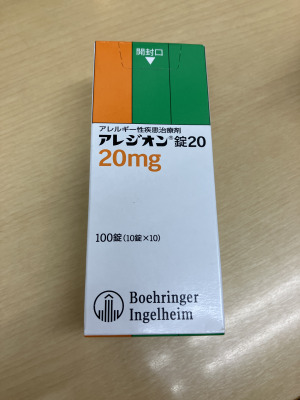 開封口
アレルギー性疾患治療剤
アレジオン®錠20
20mg
100錠(10錠×10)
Boehringer
Ingelheim